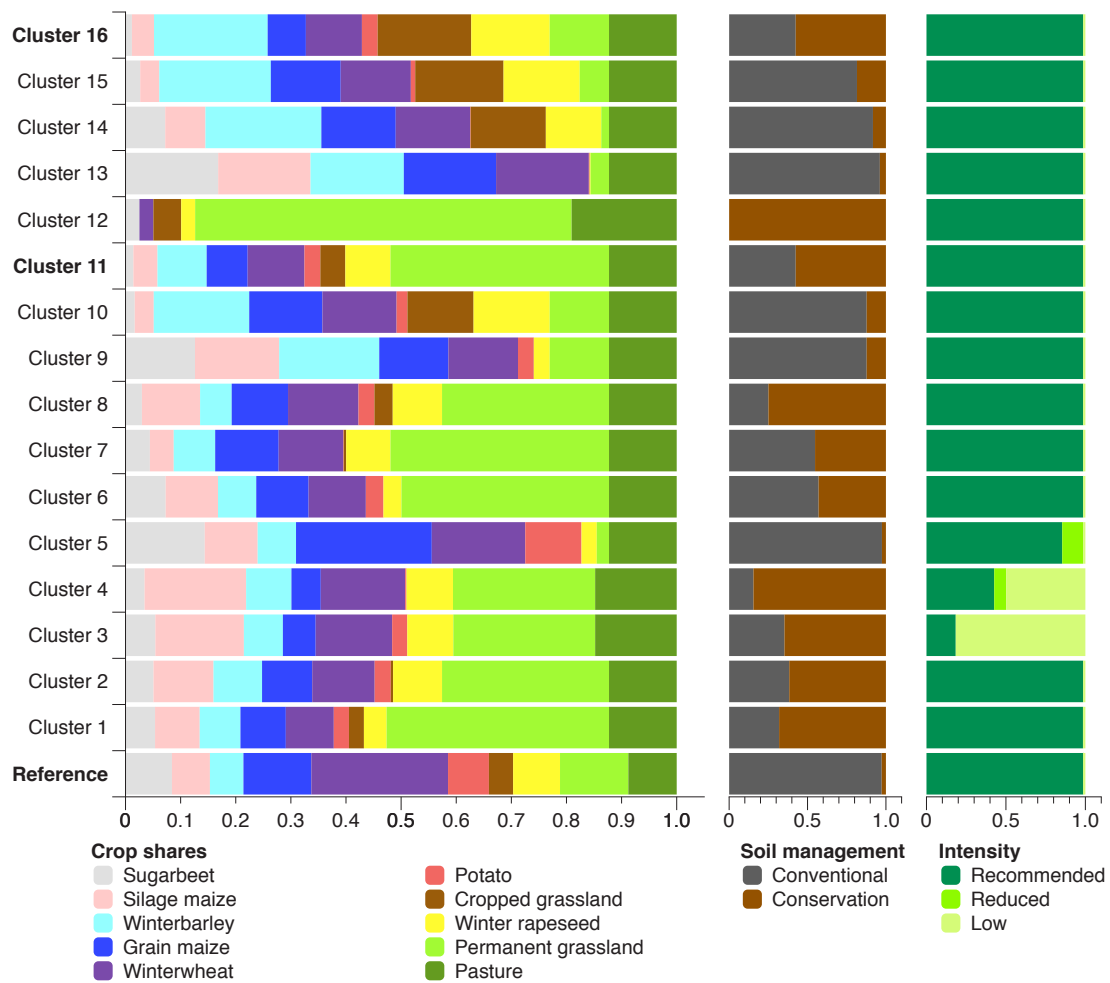 Cluster 16
Cluster 15
Cluster 14
Cluster 13
Cluster 12
Cluster 11
Cluster 10
Cluster 9
Cluster 8
Cluster 7
Cluster 6
Cluster 5
Cluster 4
Cluster 3
Cluster 2
Cluster 1
Reference
0 0.1 0.2 0.3 0.4 0.5 0.6 0.7 0.8 0.9 1.0
0 0.5 1.0
0 0.5 1.0
Crop shares
Sugarbeet
Silage maize
Winterbarley
Grain maize
Winterwheat
Potato
Cropped grassland
Winter rapeseed
Permanent grassland
Pasture
Soil management
Conventional
Conservation
Intensity
Recommended
Reduced
Low